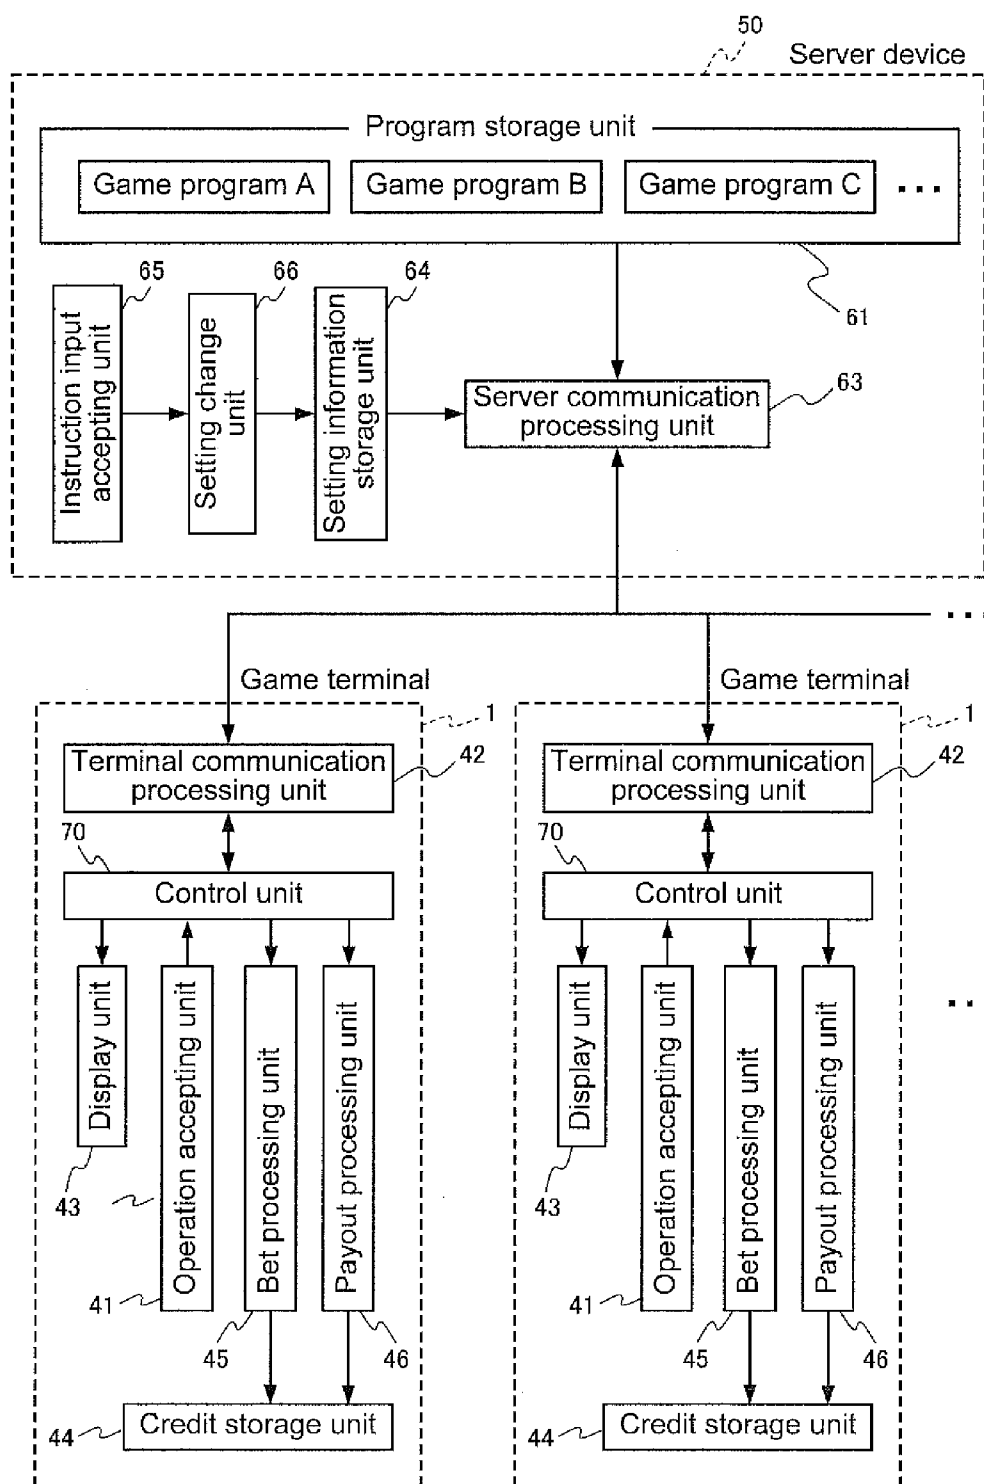 50
Server device
Program storage unit
Game program A
Game program B
Game program C
...
65
66
64
61
Instruction input
accepting unit
Setting change
unit
Setting information
storage unit
Server communication
processing unit
63
...
Game terminal
1
Terminal communication
processing unit
42
70
Control unit
Display unit
43
Operation accepting unit
41
Bet processing unit
45
Payout processing unit
46
44
Credit storage unit
Game terminal
1
Terminal communication
processing unit
42
70
Control unit
Display unit
43
Operation accepting unit
41
Bet processing unit
45
Payout processing unit
46
44
Credit storage unit
..